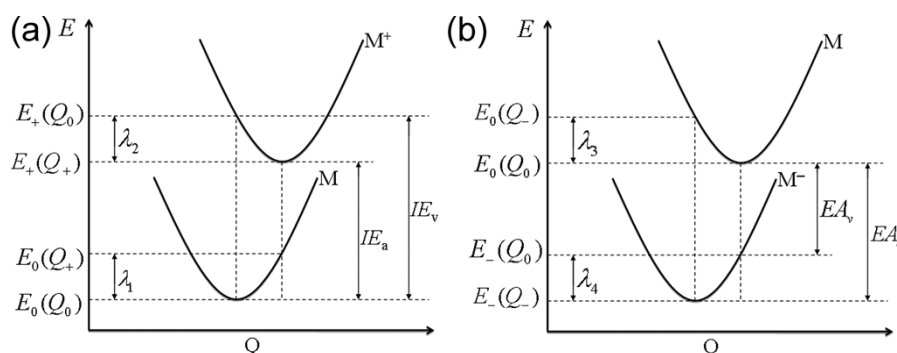 (a)
E
M⁺
E₊(Q₀)
λ₂
E₊(Q₊)
M
IEᵥ
IEₐ
E₀(Q₊)
λ₁
E₀(Q₀)
Q
(b)
E
M
E₀(Q₋)
λ₃
E₀(Q₀)
M⁻
EAᵥ
EA
E₋(Q₀)
λ₄
E₋(Q₋)
Q